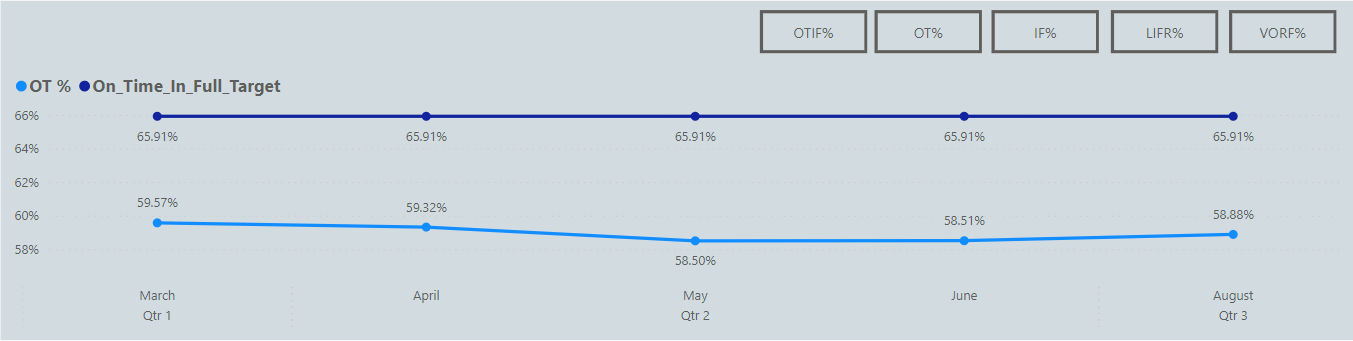 OTIF% OT% IF% LIFR% VORF%
OT % On_Time_In_Full_Target
66%
65.91% 65.91% 65.91% 65.91% 65.91%
64%
62%
59.57% 59.32% 58.51% 58.88%
60%
58%
58.50%
March April May June August
Qtr 1 Qtr 2 Qtr 3